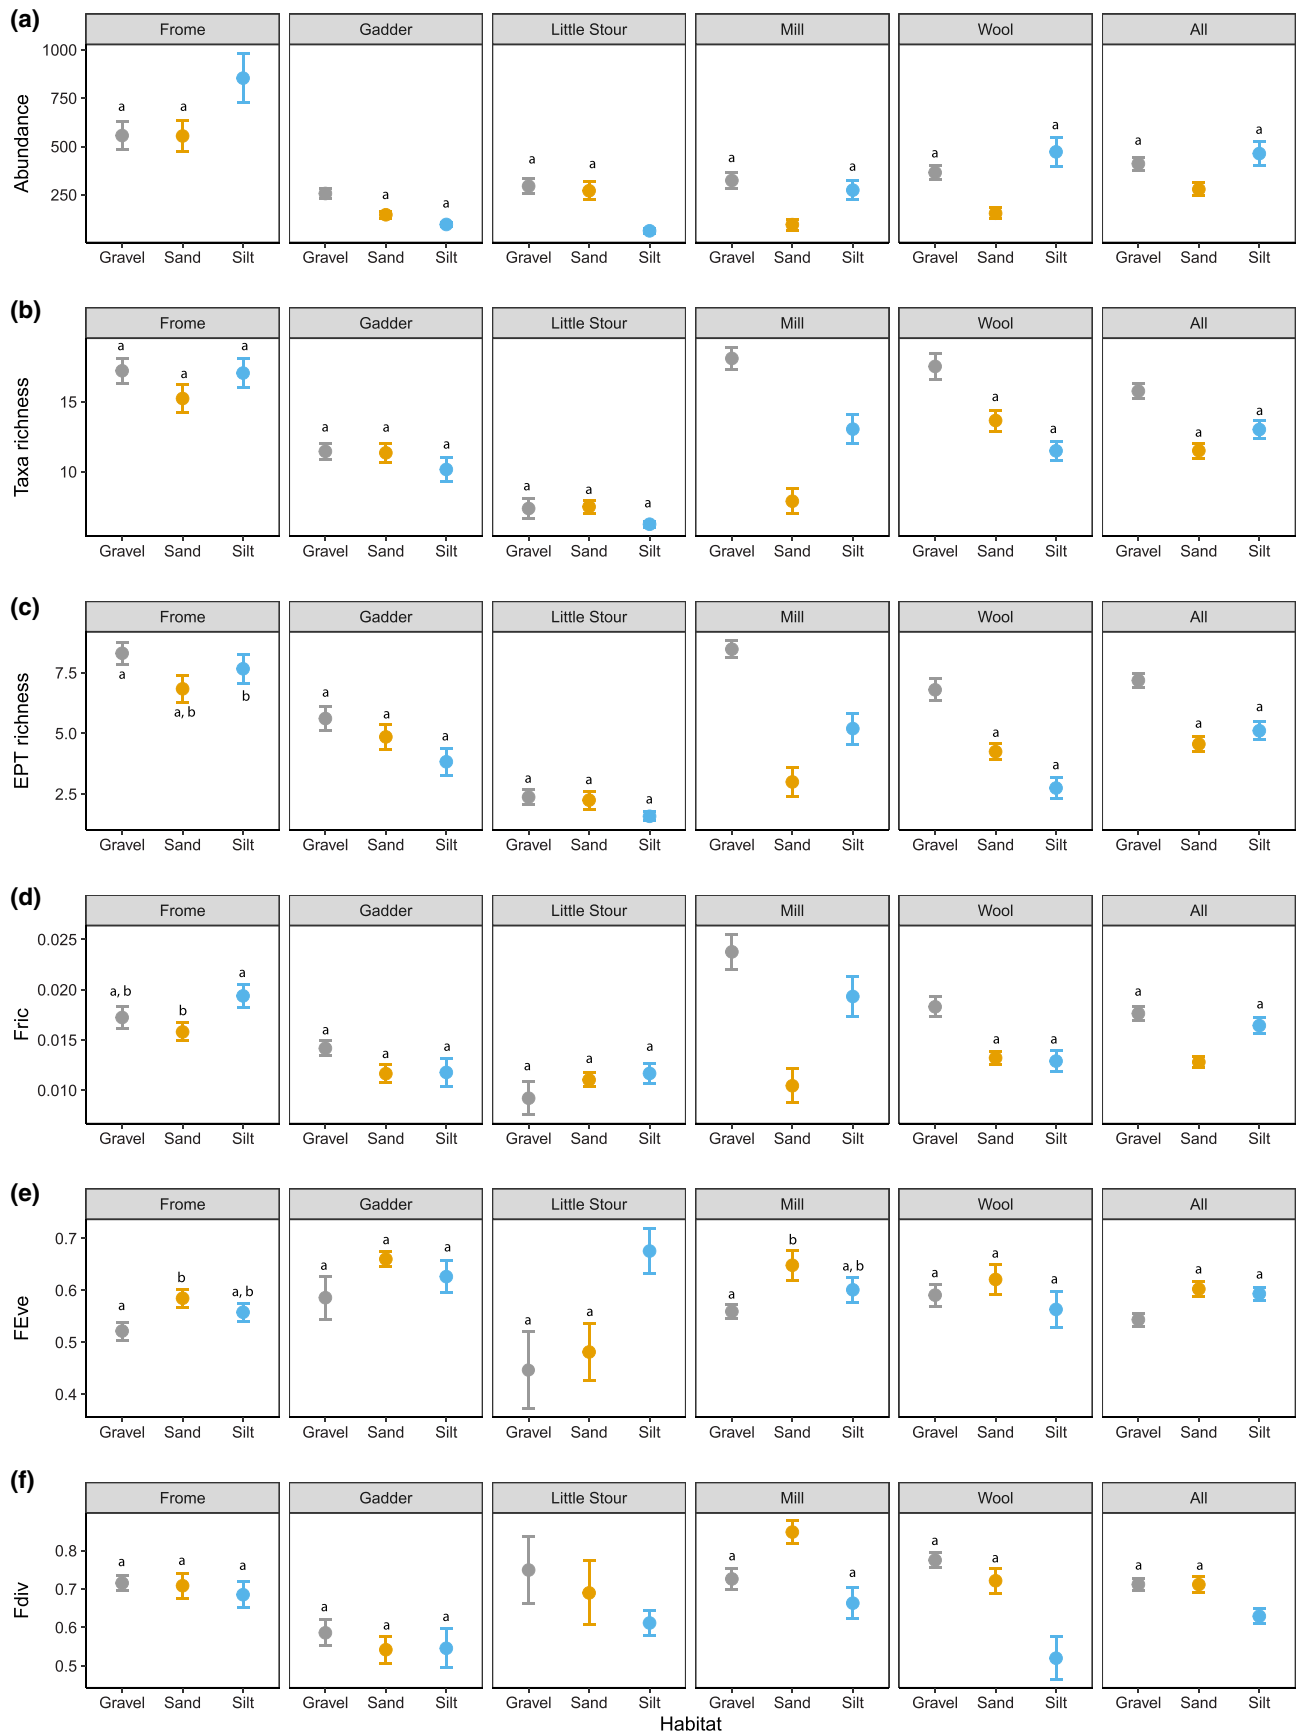 (a)
Frome Gadder Little Stour Mill Wool All
1000
750
500
250
Abundance
a a
a a
a a
a a
a a
a a
Gravel Sand Silt Gravel Sand Silt Gravel Sand Silt Gravel Sand Silt Gravel Sand Silt Gravel Sand Silt
(b)
Frome Gadder Little Stour Mill Wool All
15
10
Taxa richness
a a a
a a a
a a a
a a
a a
Gravel Sand Silt Gravel Sand Silt Gravel Sand Silt Gravel Sand Silt Gravel Sand Silt Gravel Sand Silt
(c)
Frome Gadder Little Stour Mill Wool All
7.5
5.0
2.5
EPT richness
a a, b b
a a a
a a a
a a
a a
Gravel Sand Silt Gravel Sand Silt Gravel Sand Silt Gravel Sand Silt Gravel Sand Silt Gravel Sand Silt
(d)
Frome Gadder Little Stour Mill Wool All
0.025
0.020
0.015
0.010
Fric
a, b b a
a a a
a a a
a a
a a
Gravel Sand Silt Gravel Sand Silt Gravel Sand Silt Gravel Sand Silt Gravel Sand Silt Gravel Sand Silt
(e)
Frome Gadder Little Stour Mill Wool All
0.7
0.6
0.5
0.4
FEve
a b a, b
a a a
a a
a b a, b
a a a
a a
Gravel Sand Silt Gravel Sand Silt Gravel Sand Silt Gravel Sand Silt Gravel Sand Silt Gravel Sand Silt
(f)
Frome Gadder Little Stour Mill Wool All
0.8
0.7
0.6
0.5
Fdiv
a a a
a a a
a a
a a
a a
Gravel Sand Silt Gravel Sand Silt Gravel Sand Silt Gravel Sand Silt Gravel Sand Silt Gravel Sand Silt
Habitat